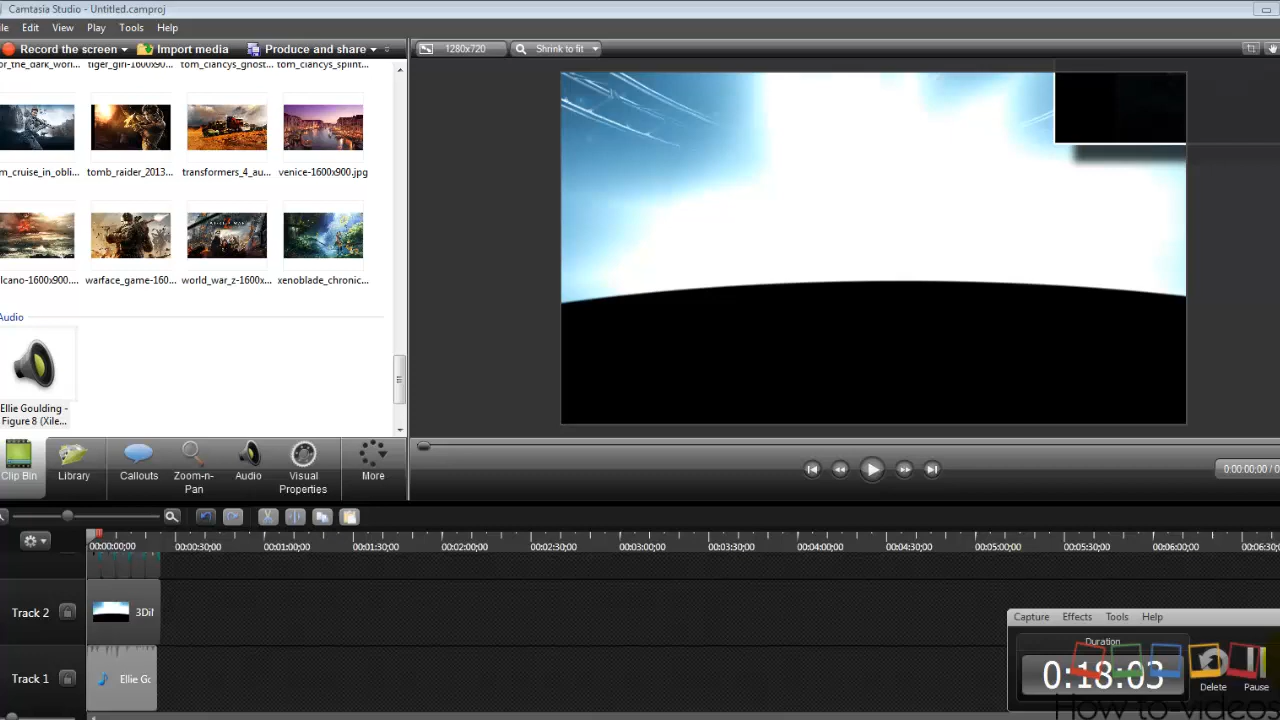 Camtasia Studio - Untitled.camproj
ile Edit View Play Tools Help
Record the screen Import media Produce and share
1280x720 Shrink to fit
or_the_dark_worl... tiger_girl-1600x90... tom_clancys_ghost... tom_clancys_splint...
m_cruise_in_obli... tomb_raider_2013... transformers_4_au... venice-1600x900.jpg
lcano-1600x900.... warface_game-160... world_war_z-1600x... xenoblade_chronic...
Audio
Ellie Goulding -
Figure 8 (Xile...
Clip Bin Library Callouts Zoom-n-
Pan Audio Visual
Properties More
0:00:00;00 / 0
00:00:00;00 00:00:30;00 00:01:00;00 00:01:30;00 00:02:00;00 00:02:30;00 00:03:00;00 00:03:30;00 00:04:00;00 00:04:30;00 00:05:00;00 00:05:30;00 00:06:00;00 00:06:30;
Track 2 3Dif
Track 1 Ellie Go
Capture Effects Tools Help
Duration
0:18:03
Delete Pause
How-to-videos